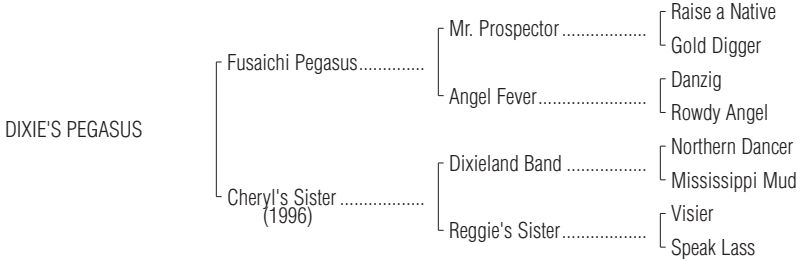 Raise a Native
Mr. Prospector...................
Gold Digger
Fusaichi Pegasus..............
Danzig
Angel Fever........................
Rowdy Angel
DIXIE'S PEGASUS
Northern Dancer
Dixieland Band ..................
Mississippi Mud
Cheryl's Sister ..................
(1996)
Visier
Reggie's Sister...................
Speak Lass